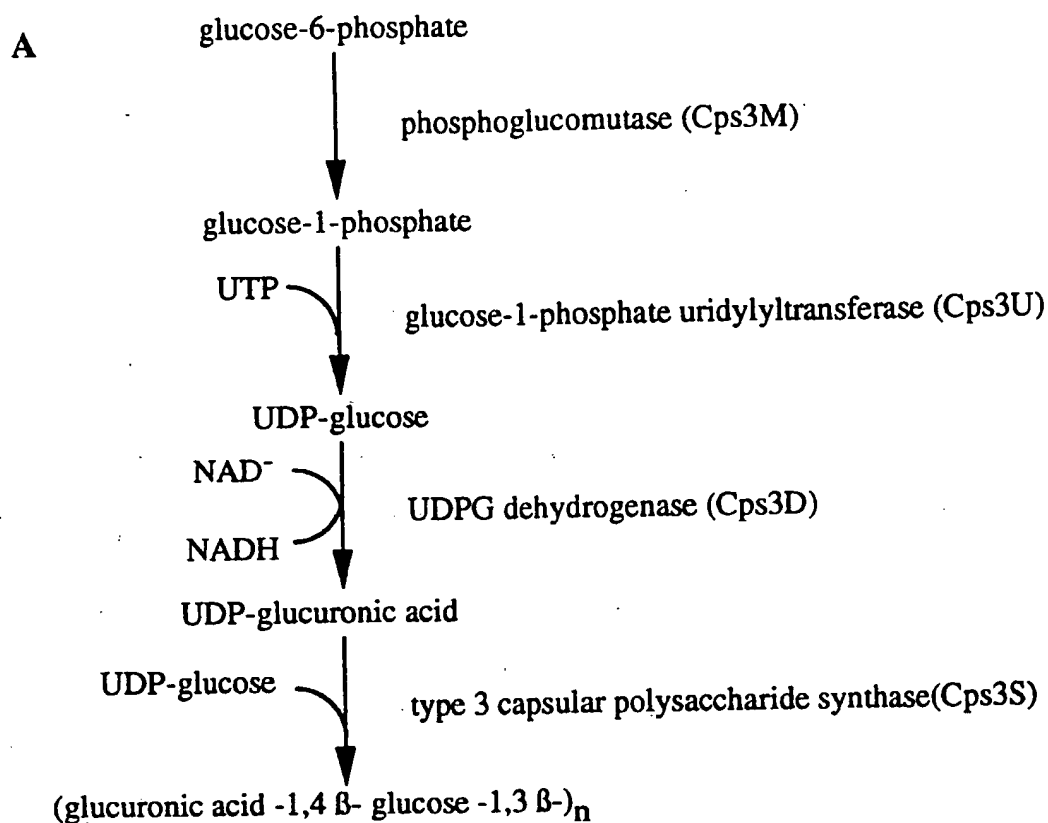 A
glucose-6-phosphate
phosphoglucomutase (Cps3M)
glucose-1-phosphate
UTP
glucose-1-phosphate uridylyltransferase (Cps3U)
UDP-glucose
NAD⁻
UDPG dehydrogenase (Cps3D)
NADH
UDP-glucuronic acid
UDP-glucose
type 3 capsular polysaccharide synthase(Cps3S)
(glucuronic acid -1,4 ß- glucose -1,3 ß-)n